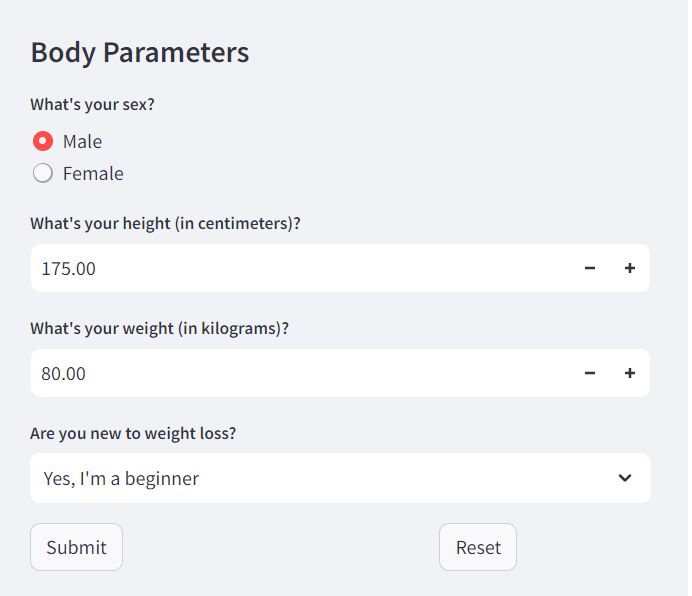 Body Parameters
What's your sex?
Male
Female
What's your height (in centimeters)?
175.00
What's your weight (in kilograms)?
80.00
Are you new to weight loss?
Yes, I'm a beginner
Submit Reset